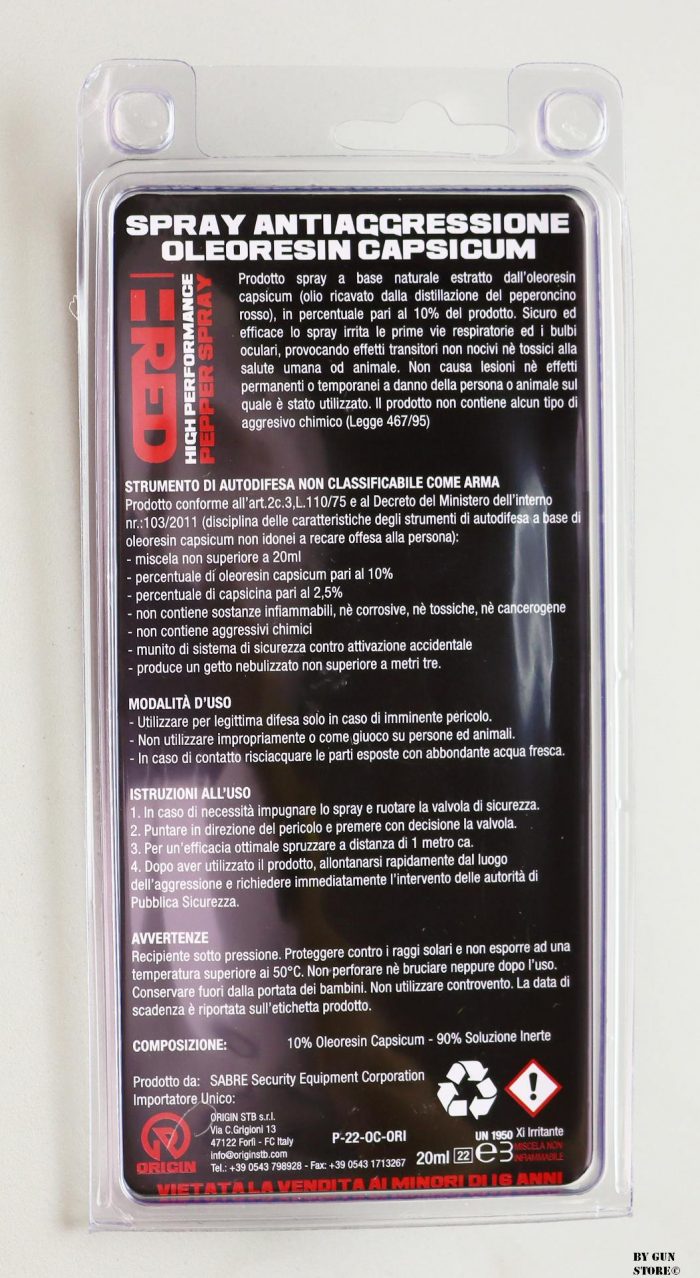 SPRAY ANTIAGGRESSIONE
OLEORESIN CAPSICUM
RED
HIGH PERFORMANCE
PEPPER SPRAY
Prodotto spray a base naturale estratto dall'oleoresin
capsicum (olio ricavato dalla distillazione del peperoncino
rosso), in percentuale pari al 10% del prodotto. Sicuro ed
efficace lo spray irrita le prime vie respiratorie ed i bulbi
oculari, provocando effetti transitori non nocivi nè tossici alla
salute umana od animale. Non causa lesioni nè effetti
permanenti o temporanei a danno della persona o animale sul
quale è stato utilizzato. Il prodotto non contiene alcun tipo di
aggresivo chimico (Legge 467/95)
STRUMENTO DI AUTODIFESA NON CLASSIFICABILE COME ARMA
Prodotto conforme all'art.2c.3,L.110/75 e al Decreto del Ministero dell'interno
nr.:103/2011 (disciplina delle caratteristiche degli strumenti di autodifesa a base di
oleoresin capsicum non idonei a recare offesa alla persona):
- miscela non superiore a 20ml
- percentuale di oleoresin capsicum pari al 10%
- percentuale di capsicina pari al 2,5%
- non contiene sostanze infiammabili, nè corrosive, nè tossiche, nè cancerogene
- non contiene aggressivi chimici
- munito di sistema di sicurezza contro attivazione accidentale
- produce un getto nebulizzato non superiore a metri tre.
MODALITÀ D'USO
- Utilizzare per legittima difesa solo in caso di imminente pericolo.
- Non utilizzare impropriamente o come giuoco su persone ed animali.
- In caso di contatto risciacquare le parti esposte con abbondante acqua fresca.
ISTRUZIONI ALL'USO
1. In caso di necessità impugnare lo spray e ruotare la valvola di sicurezza.
2. Puntare in direzione del pericolo e premere con decisione la valvola.
3. Per un'efficacia ottimale spruzzare a distanza di 1 metro ca.
4. Dopo aver utilizzato il prodotto, allontanarsi rapidamente dal luogo
dell'aggressione e richiedere immediatamente l'intervento delle autorità di
Pubblica Sicurezza.
AVVERTENZE
Recipiente sotto pressione. Proteggere contro i raggi solari e non esporre ad una
temperatura superiore ai 50°C. Non perforare nè bruciare neppure dopo l'uso.
Conservare fuori dalla portata dei bambini. Non utilizzare controvento. La data di
scadenza è riportata sull'etichetta prodotto.
COMPOSIZIONE: 10% Oleoresin Capsicum - 90% Soluzione Inerte
Prodotto da: SABRE Security Equipment Corporation
Importatore Unico:
ORIGIN STB s.r.l.
Via C.Grigioni 13
47122 Forlì - FC Italy
info@originstb.com
Tel.: +39 0543 798928 - Fax: +39 0543 1713267
ORIGIN
P-22-OC-ORI
20ml 22
UN 1950 Xi Irritante
MISCELA NON
INFIAMMABILE
VIETATA LA VENDITA AI MINORI DI 16 ANNI
BY GUN
STORE©